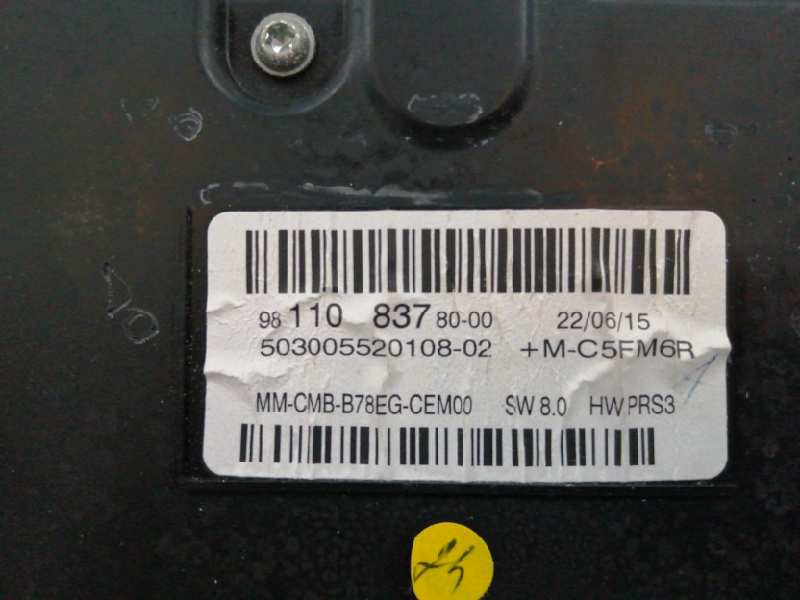 98 110 837 80-00 22/06/15
503005520108-02 +M-C5FM6R
MM-CMB-B78EG-CEM00 SW 8.0 HW PRS3